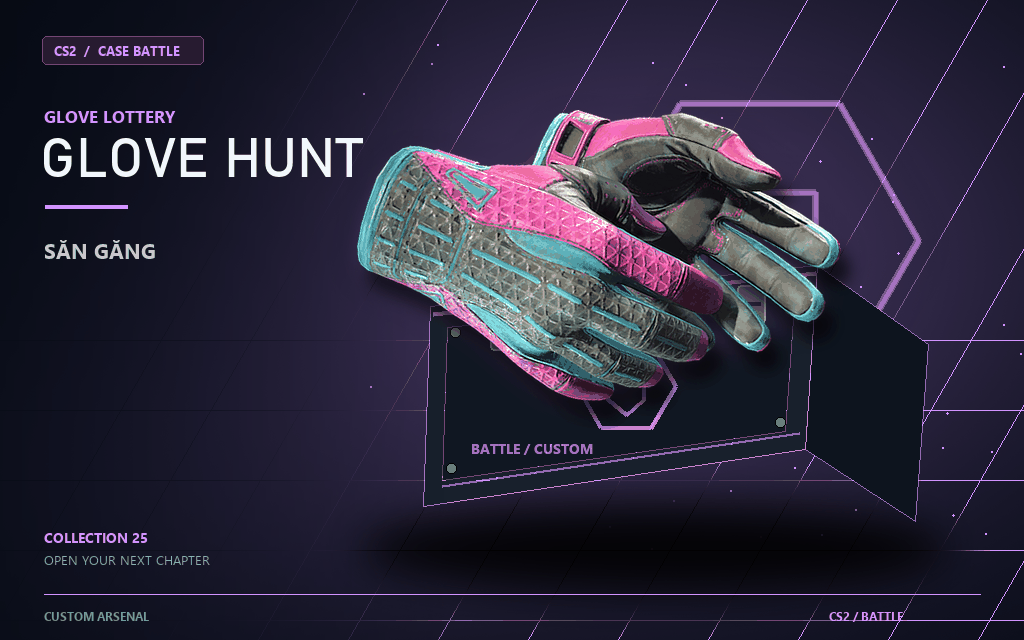 CS2 / CASE BATTLE
GLOVE LOTTERY
GLOVE HUNT
SĂN GĂNG
BATTLE / CUSTOM
COLLECTION 25
OPEN YOUR NEXT CHAPTER
CUSTOM ARSENAL
CS2 / BATTLE